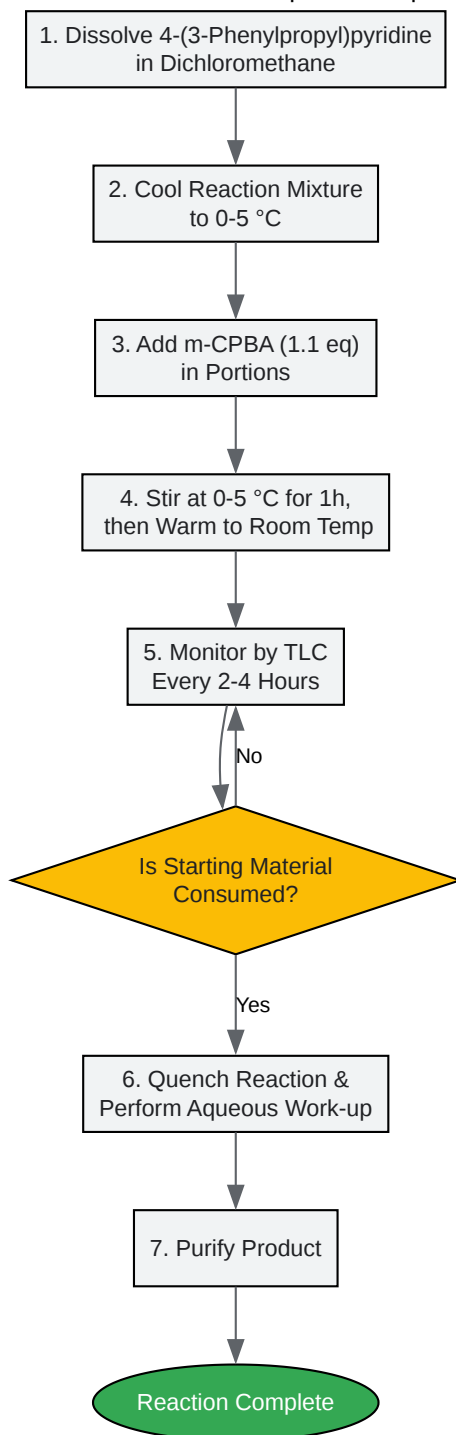 1. Dissolve 4-(3-Phenylpropyl)pyridine
in Dichloromethane
2. Cool Reaction Mixture
to 0-5 °C
3. Add m-CPBA (1.1 eq)
in Portions
4. Stir at 0-5 °C for 1h,
then Warm to Room Temp
5. Monitor by TLC
Every 2-4 Hours
No
Is Starting Material
Consumed?
Yes
6. Quench Reaction &
Perform Aqueous Work-up
7. Purify Product
Reaction Complete